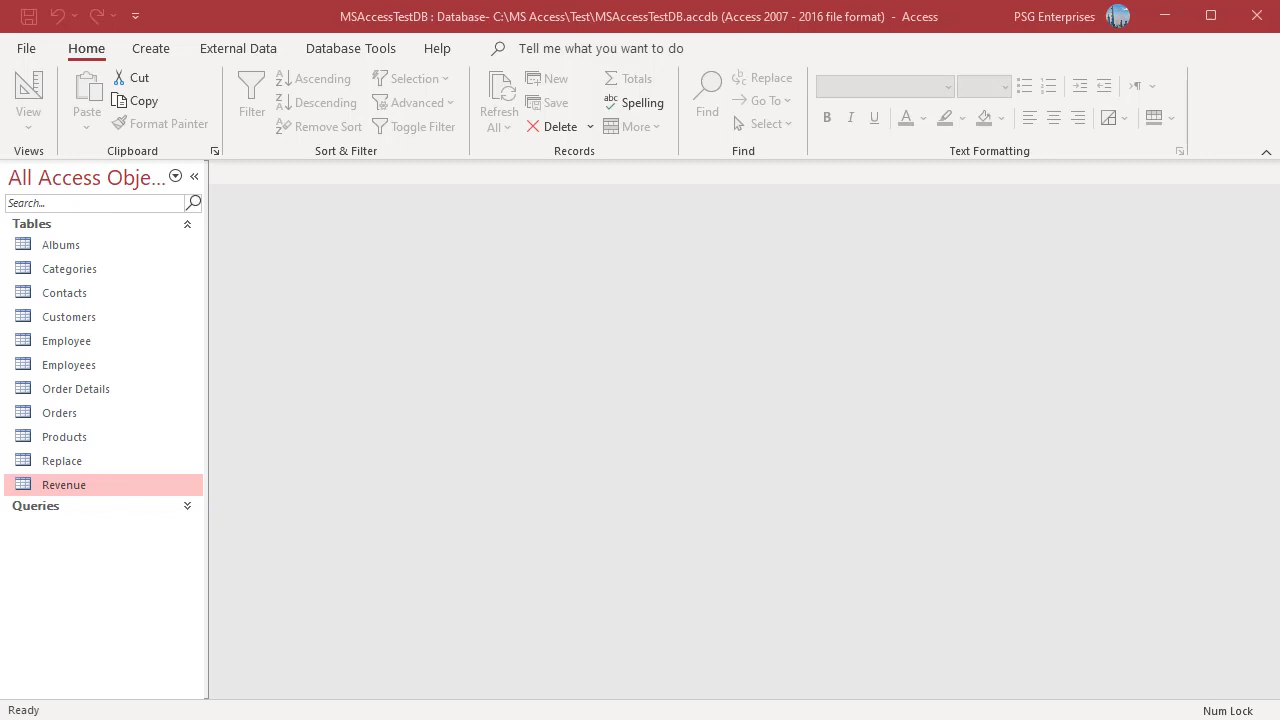 MSAccessTestDB : Database- C:\MS Access\Test\MSAccessTestDB.accdb (Access 2007 - 2016 file format) - Access
PSG Enterprises
File Home Create External Data Database Tools Help Tell me what you want to do
View
Views
Paste
Cut
Copy
Format Painter
Clipboard
Filter
Ascending
Descending
Remove Sort
Selection
Advanced
Toggle Filter
Sort & Filter
Refresh
All
New
Save
Delete
Totals
Spelling
More
Records
Find
Replace
Go To
Select
Find
B I U A
Text Formatting
All Access Obje...
Search...
Tables
Albums
Categories
Contacts
Customers
Employee
Employees
Order Details
Orders
Products
Replace
Revenue
Queries
Ready
Num Lock